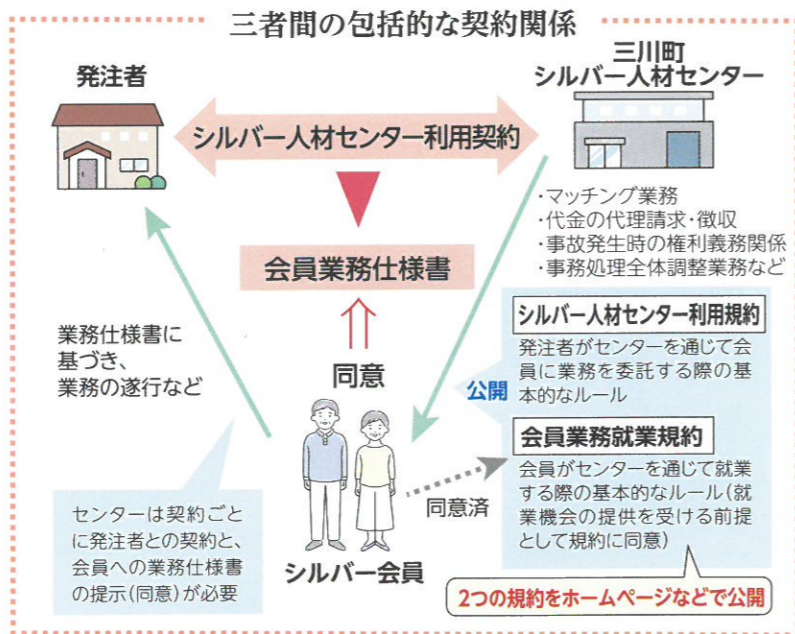 三者間の包括的な契約関係
発注者
三川町
シルバー人材センター
シルバー人材センター利用契約
・マッチング業務
・代金の代理請求・徴収
・事故発生時の権利義務関係
・事務処理全体調整業務など
会員業務仕様書
業務仕様書に
基づき、
業務の遂行など
同意
公開
シルバー人材センター利用規約
発注者がセンターを通じて会
員に業務を委託する際の基
本的なルール
会員業務就業規約
会員がセンターを通じて就業
する際の基本的なルール(就
業機会の提供を受ける前提
として規約に同意)
同意済
センターは契約ごと
に発注者との契約と、
会員への業務仕様書
の提示(同意)が必要
シルバー会員
2つの規約をホームページなどで公開